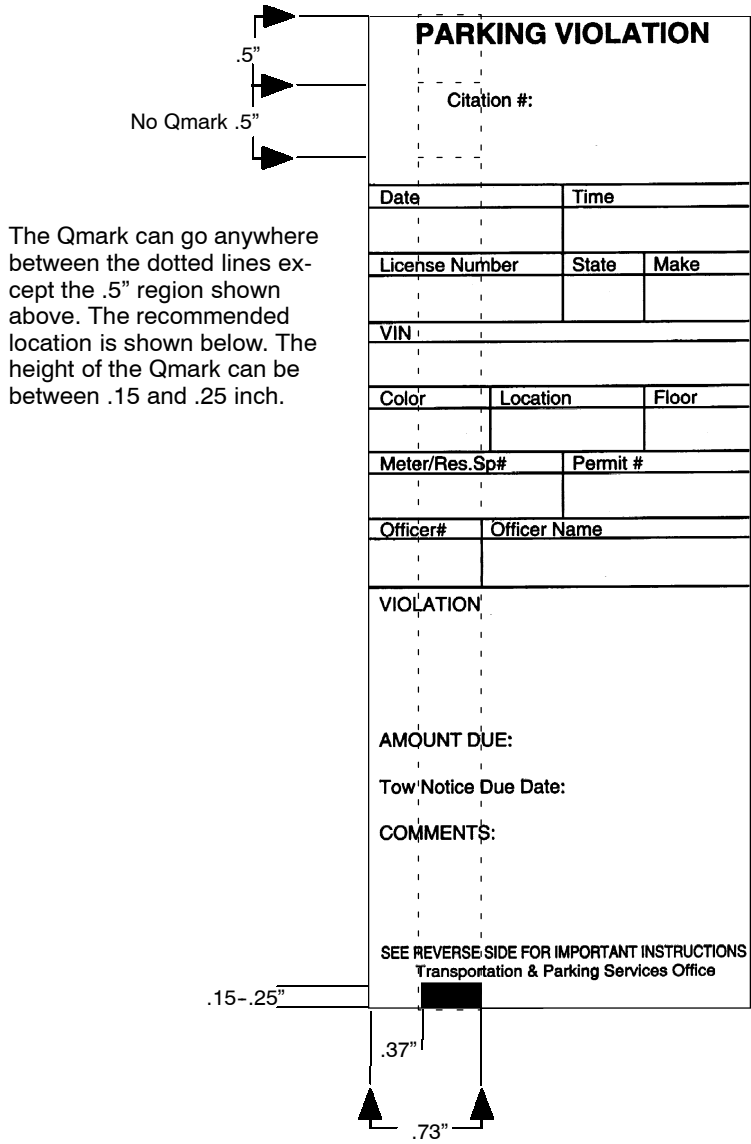 PARKING VIOLATION
.5”
Citation #:
No Qmark .5”
Date Time
The Qmark can go anywhere
between the dotted lines ex-
cept the .5” region shown
above. The recommended
location is shown below. The
height of the Qmark can be
between .15 and .25 inch.
License Number State Make
VIN
Color Location Floor
Meter/Res.Sp# Permit #
Officer# Officer Name
VIOLATION
AMOUNT DUE:
Tow Notice Due Date:
COMMENTS:
SEE REVERSE SIDE FOR IMPORTANT INSTRUCTIONS
Transportation & Parking Services Office
.15-.25”
.37”
.73”